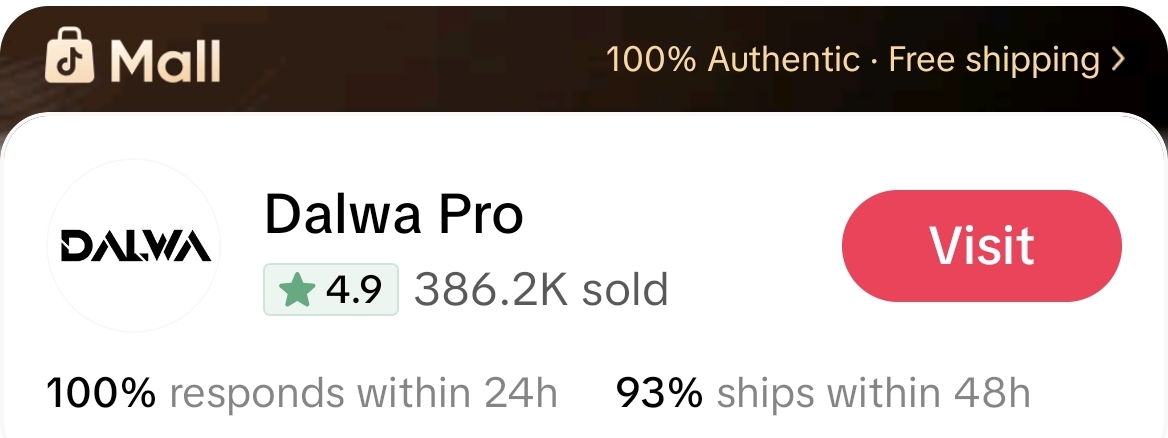 Mall
100% Authentic · Free shipping >
DALWA
Dalwa Pro
4.9 386.2K sold
Visit
100% responds within 24h 93% ships within 48h